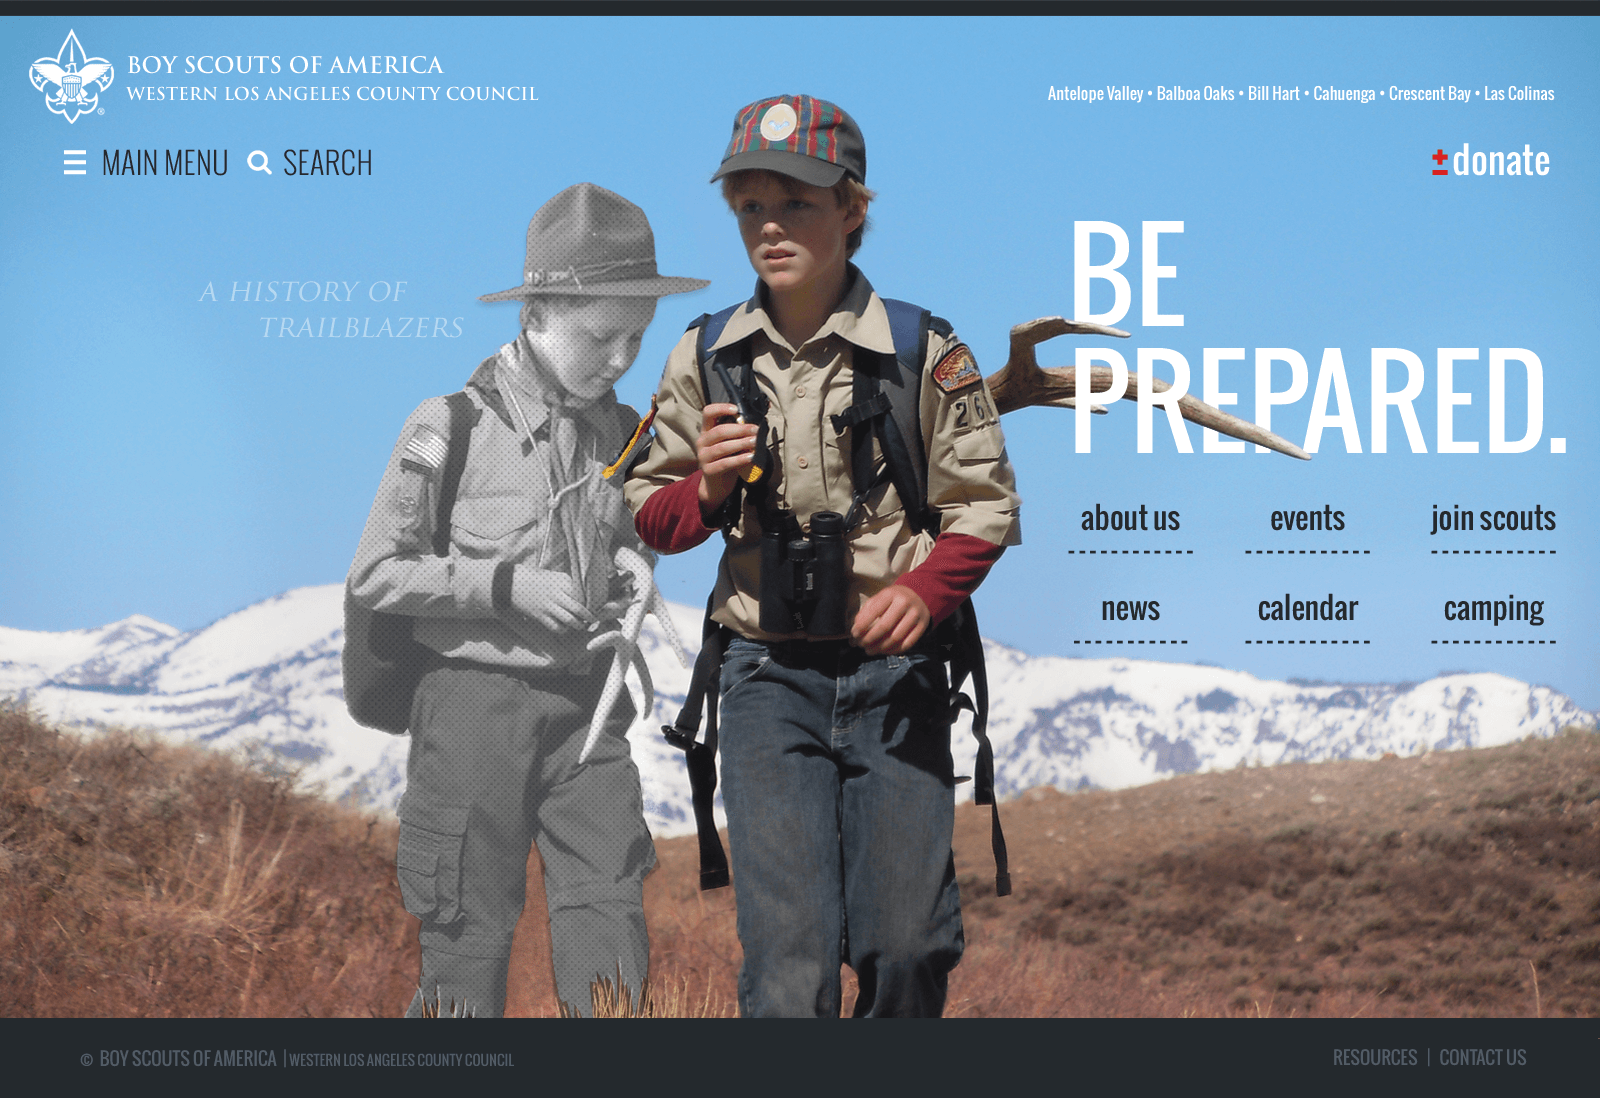 BOY SCOUTS OF AMERICA
WESTERN LOS ANGELES COUNTY COUNCIL
®
Antelope Valley • Balboa Oaks • Bill Hart • Cahuenga • Crescent Bay • Las Colinas
MAIN MENU SEARCH
donate
A HISTORY OF
TRAILBLAZERS
BE
PREPARED.
26
about us events join scouts
news calendar camping
© BOY SCOUTS OF AMERICA | WESTERN LOS ANGELES COUNTY COUNCIL
RESOURCES | CONTACT US